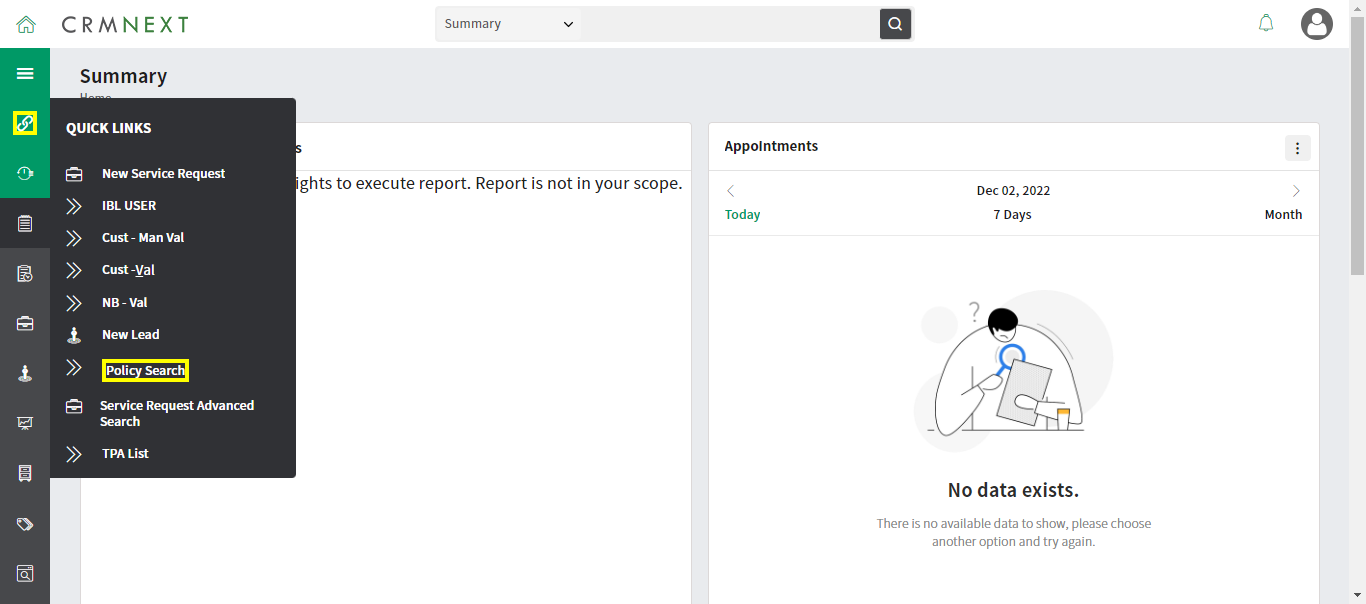 CRMNEXT
Summary
Summary
Home
QUICK LINKS
New Service Request
IBL USER
Cust - Man Val
Cust -Val
NB - Val
New Lead
Policy Search
Service Request Advanced
Search
TPA List
s
ights to execute report. Report is not in your scope.
Appointments
Dec 02, 2022
Today
7 Days
Month
?
No data exists.
There is no available data to show, please choose
another option and try again.